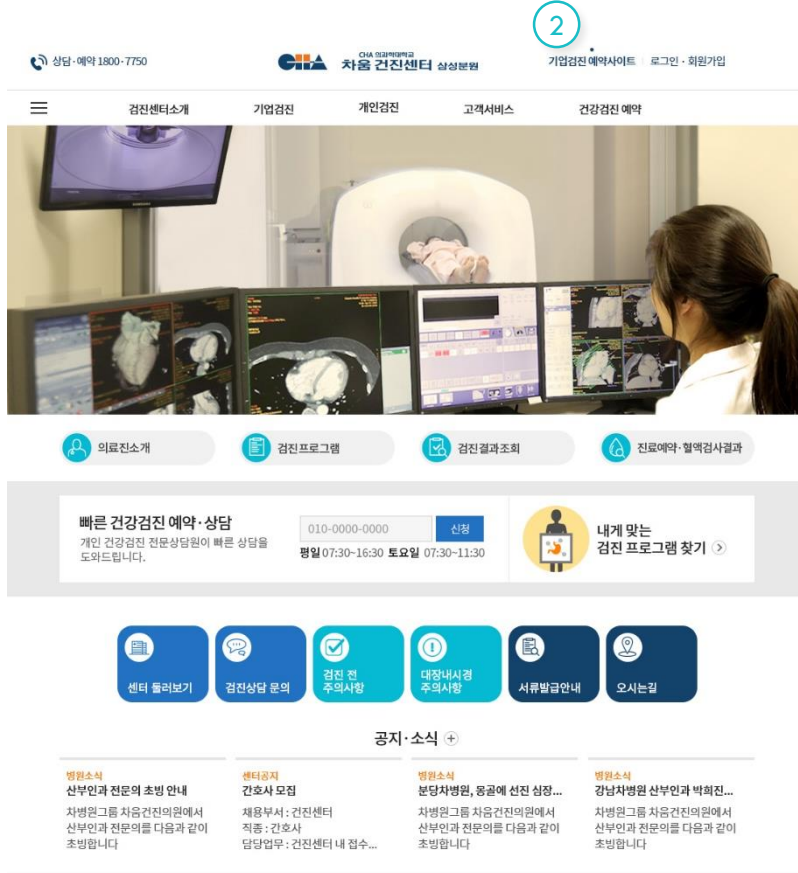 2
상담·예약 1800·7750
CHA 의과학대학교
CHA 차움 건진센터 삼성분원
기업검진 예약사이트 로그인·회원가입
검진센터소개 기업검진 개인검진 고객서비스 건강검진 예약
의료진소개 검진프로그램 검진결과조회 진료예약·혈액검사결과
빠른 건강검진 예약·상담
개인 건강검진 전문상담원이 빠른 상담을
도와드립니다.
010-0000-0000 신청
평일 07:30~16:30 토요일 07:30~11:30
내게 맞는
검진 프로그램 찾기
센터 둘러보기
검진상담 문의
검진 전
주의사항
대장내시경
주의사항
서류발급안내
오시는길
공지·소식
병원소식
산부인과 전문의 초빙 안내
차병원그룹 차움건진의원에서
산부인과 전문의를 다음과 같이
초빙합니다
센터공지
간호사 모집
채용부서 : 건진센터
직종 : 간호사
담당업무 : 건진센터 내 접수...
병원소식
분당차병원, 몽골에 선진 심장...
차병원그룹 차움건진의원에서
산부인과 전문의를 다음과 같이
초빙합니다
병원소식
강남차병원 산부인과 박희진...
차병원그룹 차움건진의원에서
산부인과 전문의를 다음과 같이
초빙합니다